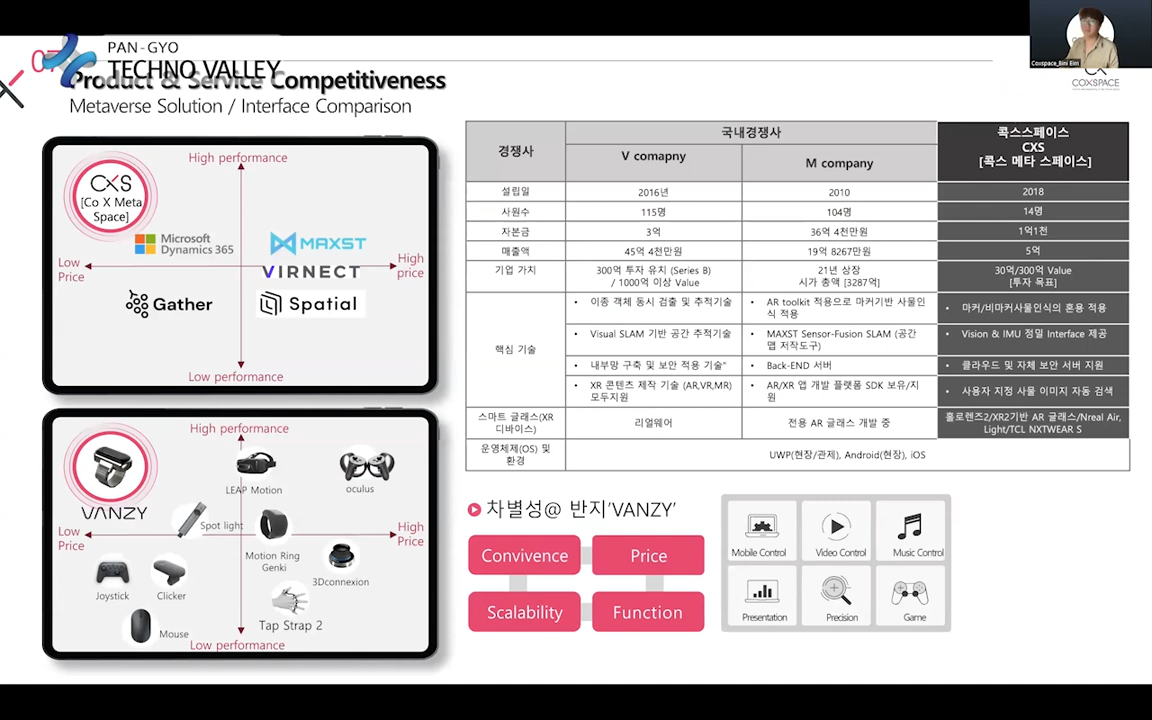 07
PAN-GYO
TECHNO VALLEY
Product & Service Competitiveness
Metaverse Solution / Interface Comparison
Coxspace_Bini Eim
COXSPACE
High performance
CXS
[Co X Meta
Space]
Microsoft
Dynamics 365
MAXST
Low
Price
High
price
VIRNECT
Gather
Spatial
Low performance
High performance
VANZY
LEAP Motion
oculus
Spot light
Low
Price
High
Price
Motion Ring
Genki
3Dconnexion
Joystick
Clicker
Tap Strap 2
Mouse
Low performance
경쟁사
국내경쟁사
콕스스페이스
CXS
[콕스 메타 스페이스]
V comapny
M company
설립일
2016년
2010
2018
사원수
115명
104명
14명
자본금
3억
36억 4천만원
1억1천
매출액
45억 4천만원
19억 8267만원
5억
기업 가치
300억 투자 유치 (Series B)
/ 1000억 이상 Value
21년 상장
시가 총액 [3287억]
30억/300억 Value
[투자 목표]
핵심 기술
• 이종 객체 동시 검출 및 추적기술
• AR toolkit 적용으로 마커기반 사물인
식 적용
• 마커/비마커사물인식의 혼용 적용
• Visual SLAM 기반 공간 추적기술
• MAXST Sensor-Fusion SLAM (공간
맵 저작도구)
• Vision & IMU 정밀 Interface 제공
• 내부망 구축 및 보안 적용 기술"
• Back-END 서버
• 클라우드 및 자체 보안 서버 지원
• XR 콘텐츠 제작 기술 (AR,VR,MR)
모두지원
• AR/XR 앱 개발 플랫폼 SDK 보유/지
원
• 사용자 지정 사물 이미지 자동 검색
스마트 글래스(XR
디바이스)
리얼웨어
전용 AR 글래스 개발 중
홀로렌즈2/XR2기반 AR 글래스/Nreal Air,
Light/TCL NXTWEAR S
운영체제(OS) 및
환경
UWP(현장/관제), Android(현장), iOS
차별성@ 반지'VANZY'
Convivence
Price
Scalability
Function
Mobile Control
Video Control
Music Control
Presentation
Precision
Game